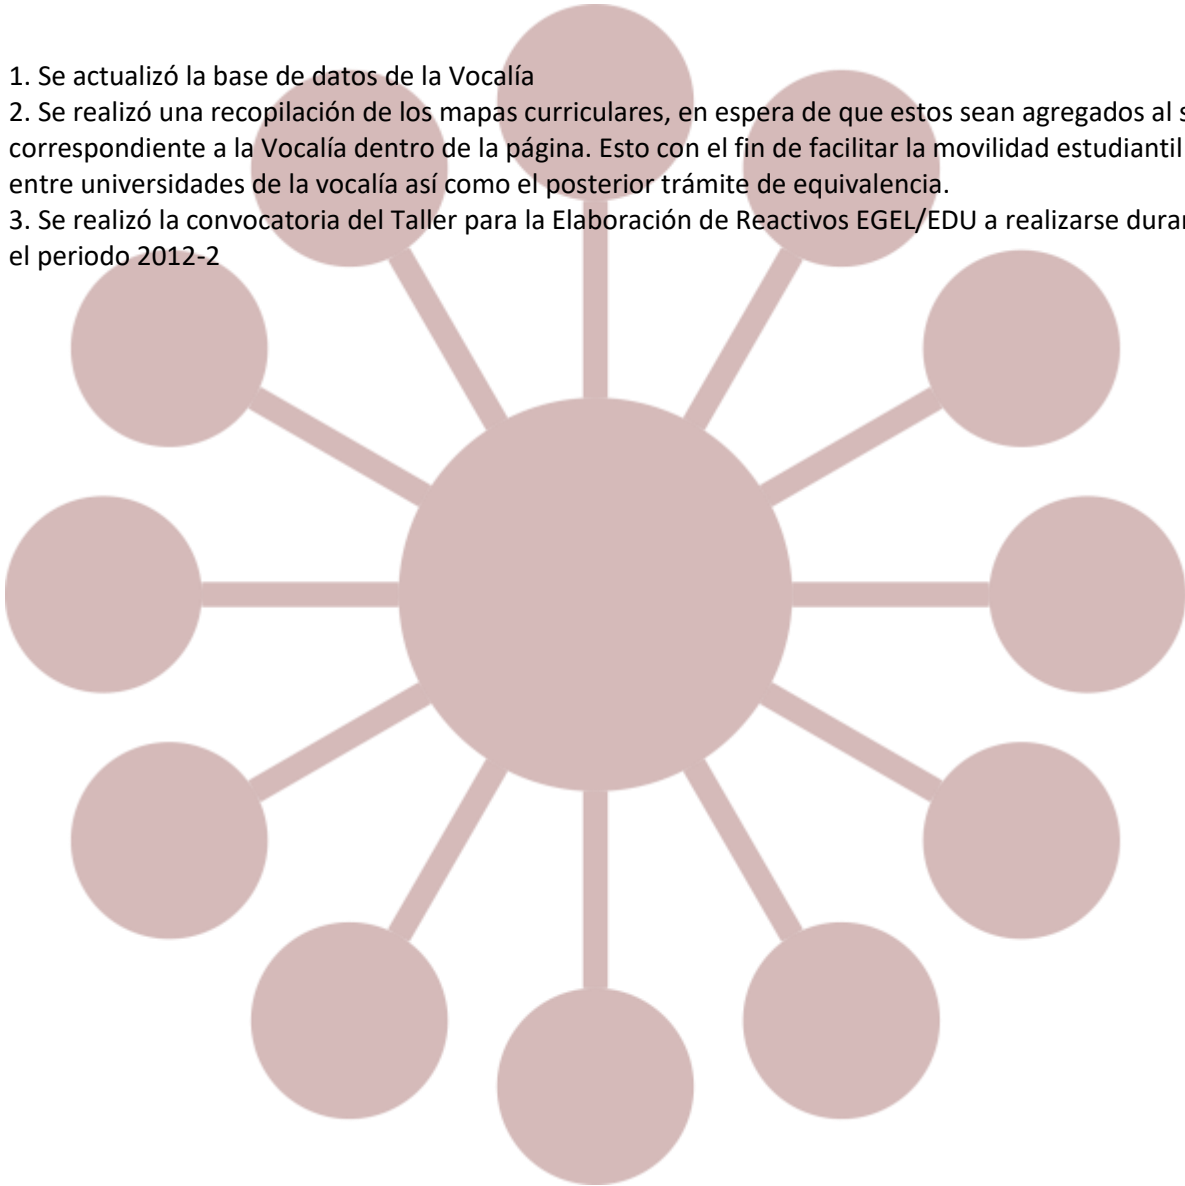 1. Se actualizó la base de datos de la Vocalía
2. Se realizó una recopilación de los mapas curriculares, en espera de que estos sean agregados al
correspondiente a la Vocalía dentro de la página. Esto con el fin de facilitar la movilidad estudiantil
entre universidades de la vocalía así como el posterior trámite de equivalencia.
3. Se realizó la convocatoria del Taller para la Elaboración de Reactivos EGEL/EDU a realizarse
el periodo 2012-2